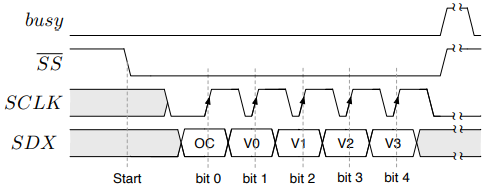 busy
SS
SCLK
SDX OC V0 V1 V2 V3
Start bit 0 bit 1 bit 2 bit 3 bit 4